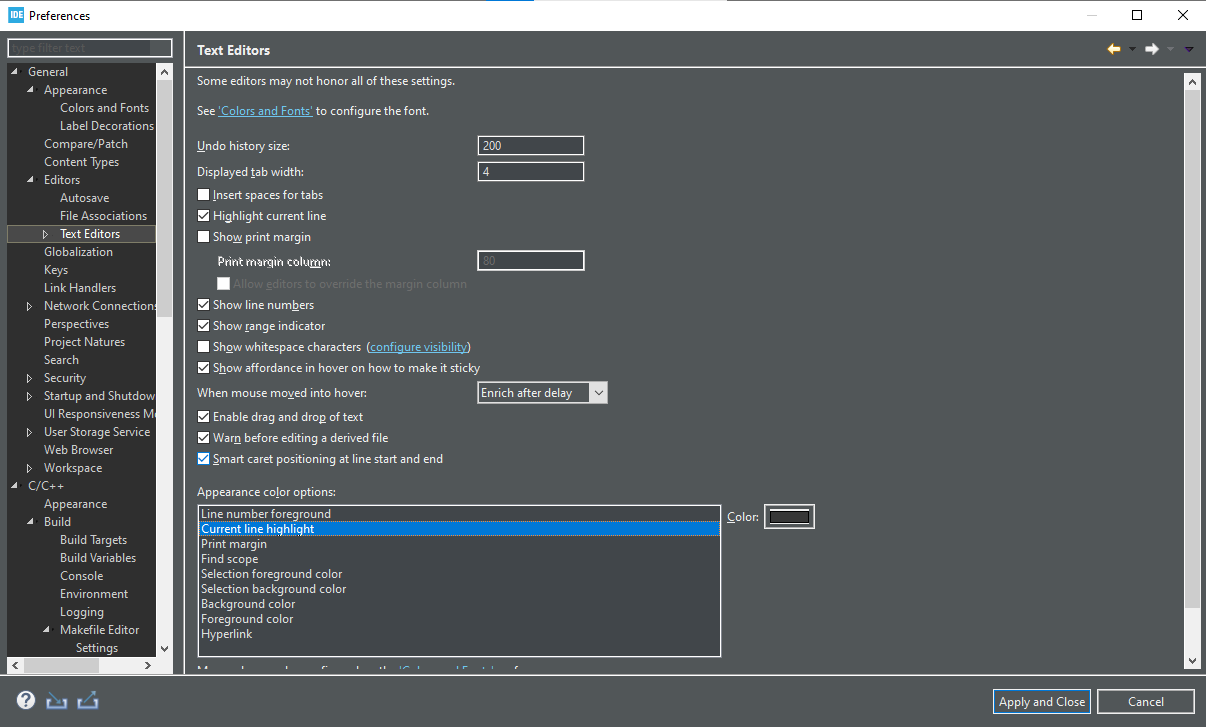 IDE Preferences
type filter text
General
Appearance
Colors and Fonts
Label Decorations
Compare/Patch
Content Types
Editors
Autosave
File Associations
Text Editors
Globalization
Keys
Link Handlers
Network Connections
Perspectives
Project Natures
Search
Security
Startup and Shutdow
UI Responsiveness Mo
User Storage Service
Web Browser
Workspace
C/C++
Appearance
Build
Build Targets
Build Variables
Console
Environment
Logging
Makefile Editor
Settings
Text Editors
Some editors may not honor all of these settings.
See 'Colors and Fonts' to configure the font.
Undo history size: 200
Displayed tab width: 4
Insert spaces for tabs
Highlight current line
Show print margin
Print margin column: 80
Allow editors to override the margin column
Show line numbers
Show range indicator
Show whitespace characters (configure visibility)
Show affordance in hover on how to make it sticky
When mouse moved into hover: Enrich after delay
Enable drag and drop of text
Warn before editing a derived file
Smart caret positioning at line start and end
Appearance color options:
Line number foreground
Current line highlight
Print margin
Find scope
Selection foreground color
Selection background color
Background color
Foreground color
Hyperlink
Color:
Apply and Close
Cancel